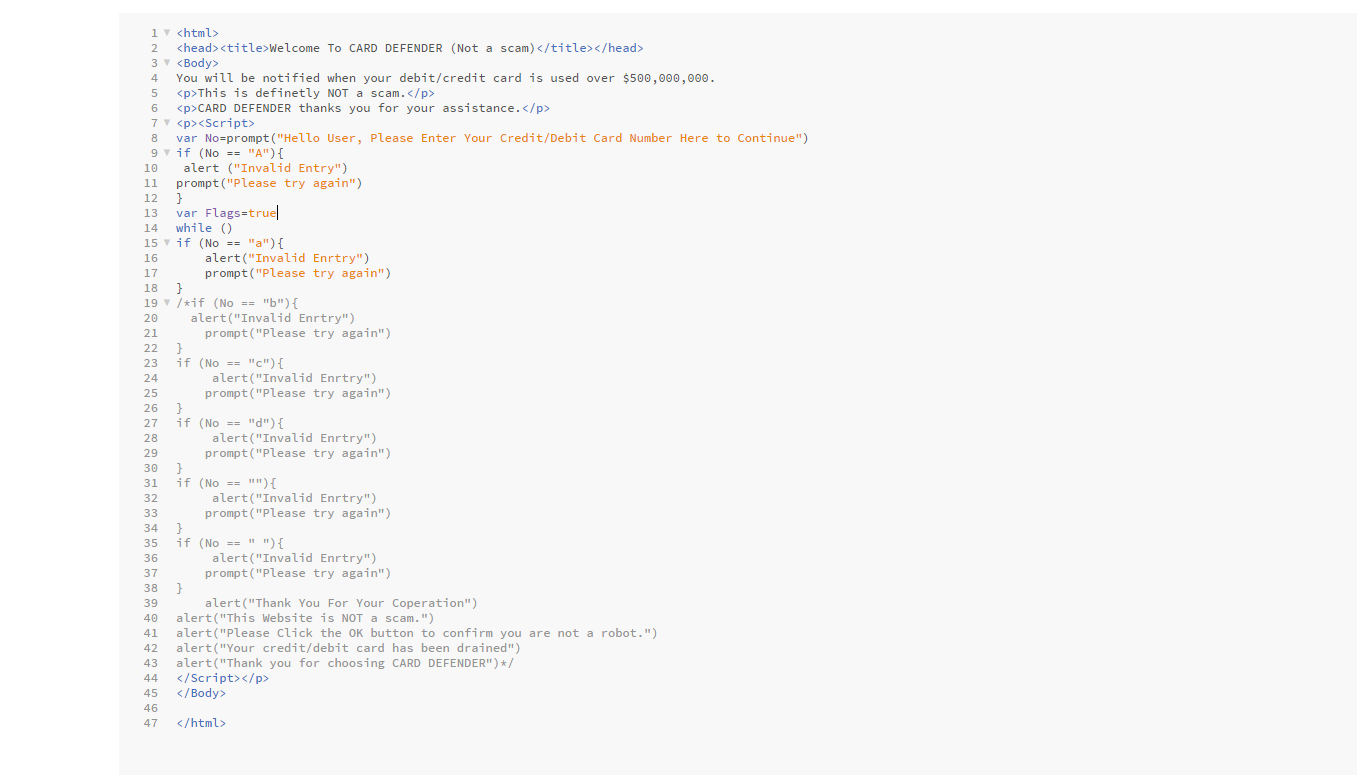 1 <html>
2 <head><title>Welcome To CARD DEFENDER (Not a scam)</title></head>
3 <Body>
4 You will be notified when your debit/credit card is used over $500,000,000.
5 <p>This is definetly NOT a scam.</p>
6 <p>CARD DEFENDER thanks you for your assistance.</p>
7 <p><Script>
8 var No=prompt("Hello User, Please Enter Your Credit/Debit Card Number Here to Continue")
9 if (No == "A"){
10  alert ("Invalid Entry")
11 prompt("Please try again")
12 }
13 var Flags=true
14 while ()
15 if (No == "a"){
16     alert("Invalid Enrtry")
17     prompt("Please try again")
18 }
19 /*if (No == "b"){
20   alert("Invalid Enrtry")
21     prompt("Please try again")
22 }
23 if (No == "c"){
24      alert("Invalid Enrtry")
25     prompt("Please try again")
26 }
27 if (No == "d"){
28      alert("Invalid Enrtry")
29     prompt("Please try again")
30 }
31 if (No == ""){
32      alert("Invalid Enrtry")
33     prompt("Please try again")
34 }
35 if (No == " "){
36      alert("Invalid Enrtry")
37     prompt("Please try again")
38 }
39     alert("Thank You For Your Coperation")
40 alert("This Website is NOT a scam.")
41 alert("Please Click the OK button to confirm you are not a robot.")
42 alert("Your credit/debit card has been drained")
43 alert("Thank you for choosing CARD DEFENDER")*/
44 </Script></p>
45 </Body>
46
47 </html>